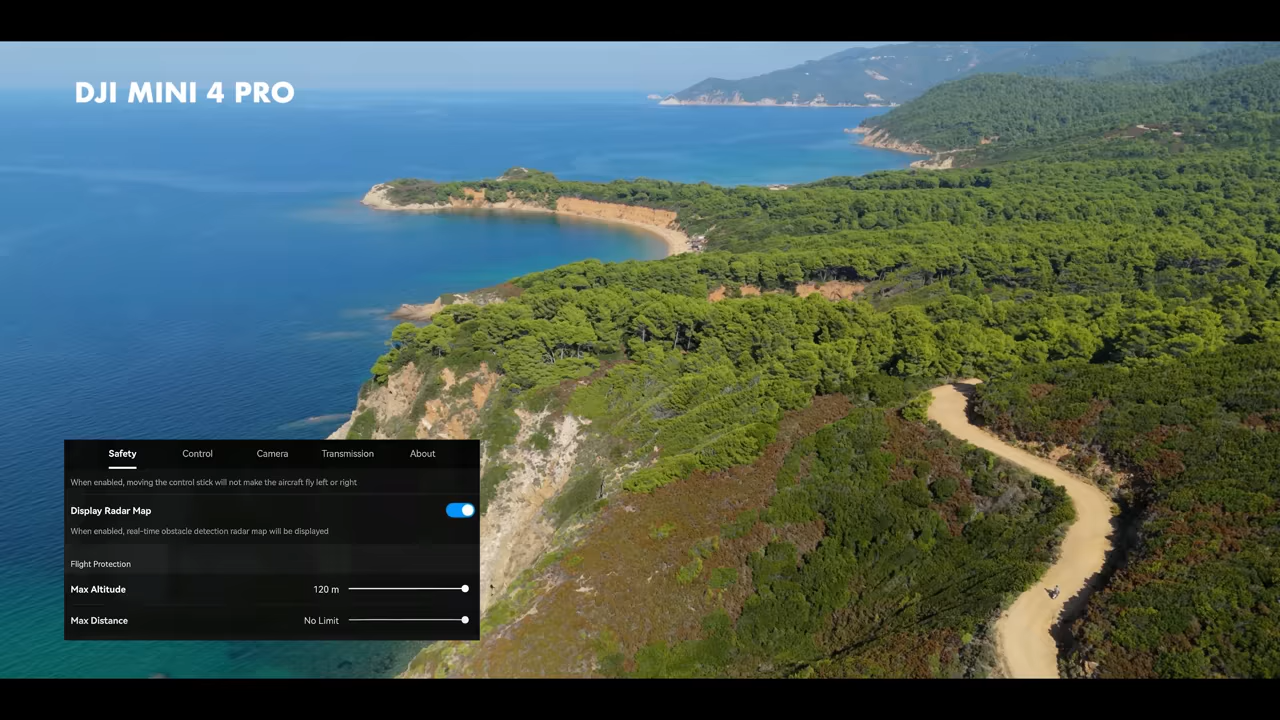 DJI MINI 4 PRO
Safety Control Camera Transmission About
When enabled, moving the control stick will not make the aircraft fly left or right
Display Radar Map
When enabled, real-time obstacle detection radar map will be displayed
Flight Protection
Max Altitude 120 m
Max Distance No Limit